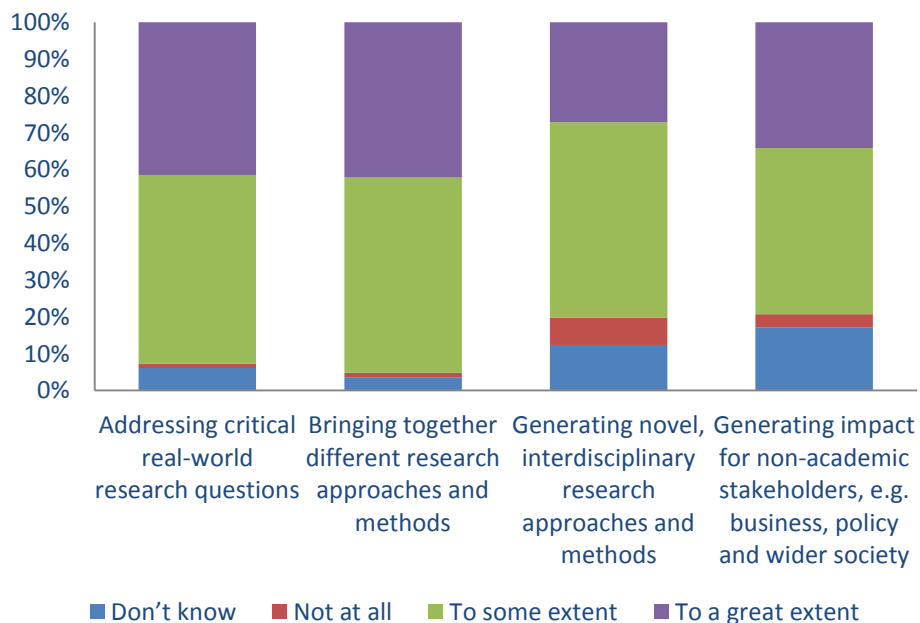 100%
90%
80%
70%
60%
50%
40%
30%
20%
10%
0%
Addressing critical
real-world
research questions
Bringing together
different research
approaches and
methods
Generating novel,
interdisciplinary
research
approaches and
methods
Generating impact
for non-academic
stakeholders, e.g.
business, policy
and wider society
Don’t know
Not at all
To some extent
To a great extent